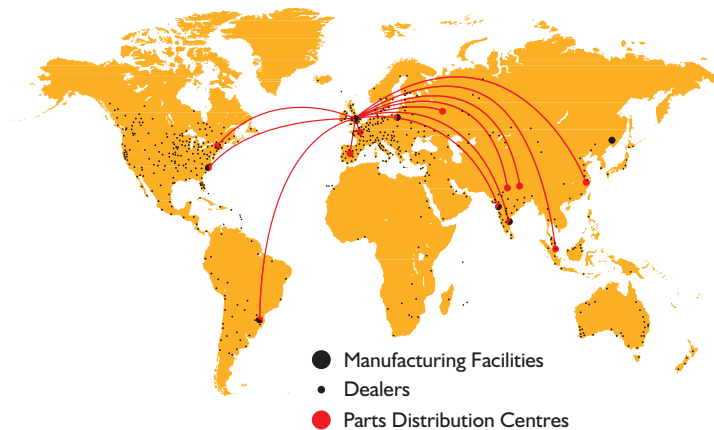 Manufacturing Facilities
Dealers
Parts Distribution Centres